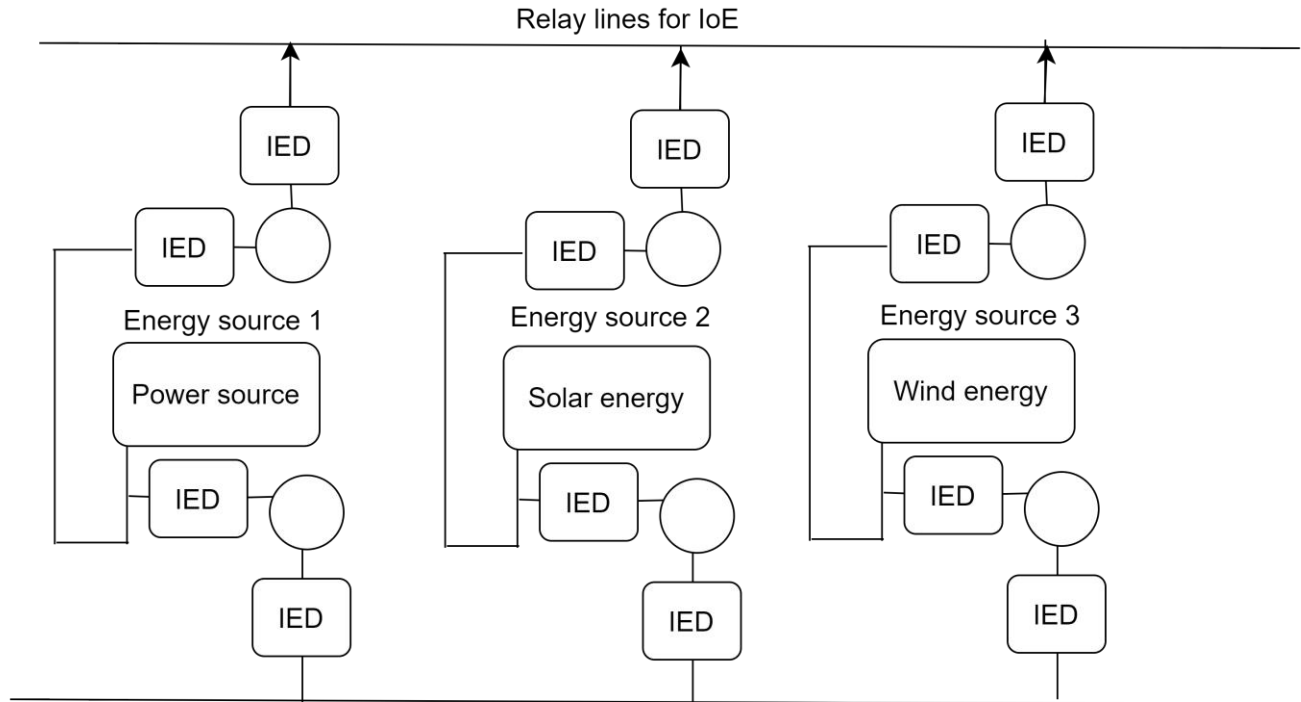 Relay lines for IoE
IED
IED
IED
IED
IED
IED
Energy source 1
Energy source 2
Energy source 3
Power source
Solar energy
Wind energy
IED
IED
IED
IED
IED
IED